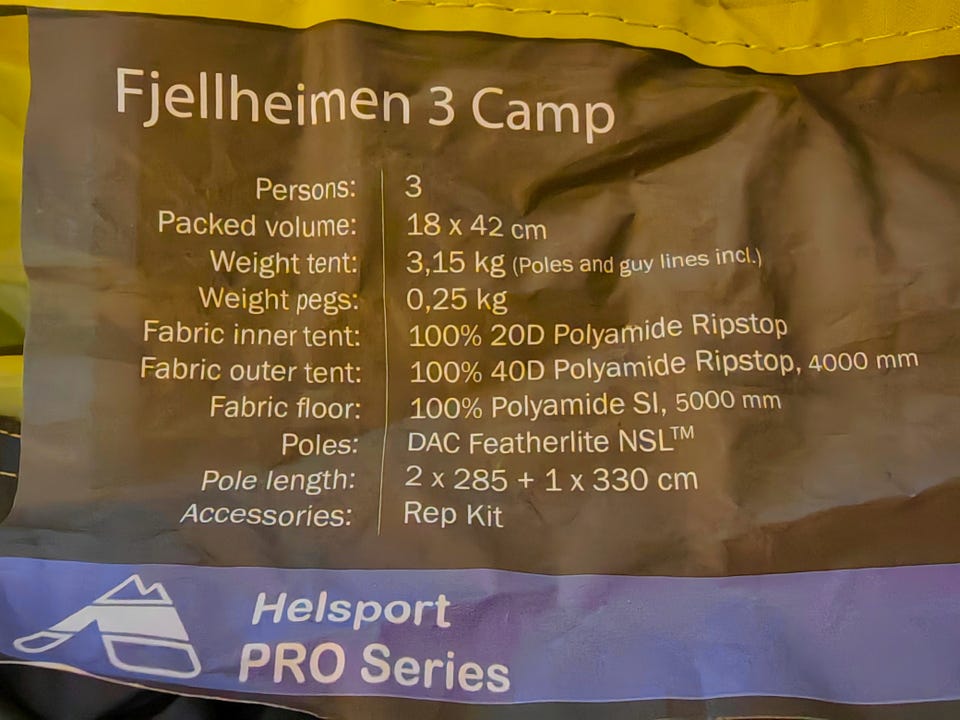 Fjellheimen 3 Camp
Persons: 3
Packed volume: 18 x 42 cm
Weight tent: 3,15 kg (Poles and guy lines incl.)
Weight pegs: 0,25 kg
Fabric inner tent: 100% 20D Polyamide Ripstop
Fabric outer tent: 100% 40D Polyamide Ripstop, 4000 mm
Fabric floor: 100% Polyamide SI, 5000 mm
Poles: DAC Featherlite NSL™
Pole length: 2 x 285 + 1 x 330 cm
Accessories: Rep Kit
Helsport
PRO Series